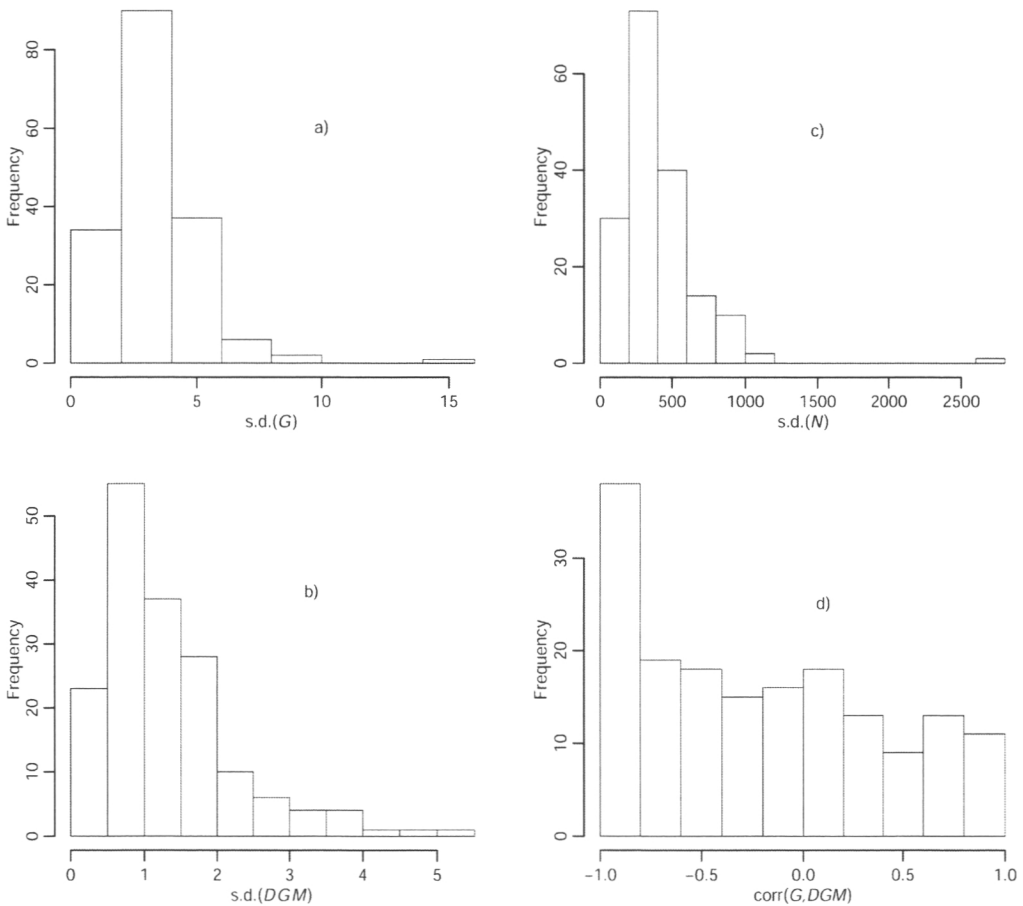 Frequency
0 20 40 60 80
a)
0 5 10 15
s.d.(G)
Frequency
0 20 40 60
c)
0 500 1000 1500 2000 2500
s.d.(N)
Frequency
0 10 20 30 40 50
b)
0 1 2 3 4 5
s.d.(DGM)
Frequency
0 10 20 30
d)
-1.0 -0.5 0.0 0.5 1.0
corr(G,DGM)